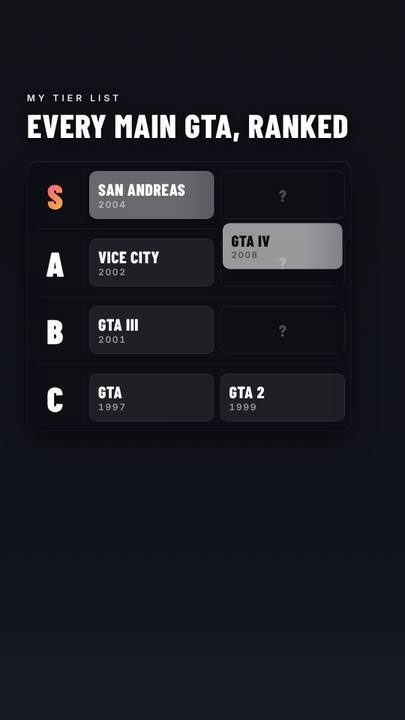 MY TIER LIST
EVERY MAIN GTA, RANKED
S
SAN ANDREAS
2004
?
A
VICE CITY
2002
GTA IV
2008
?
B
GTA III
2001
?
C
GTA
1997
GTA 2
1999